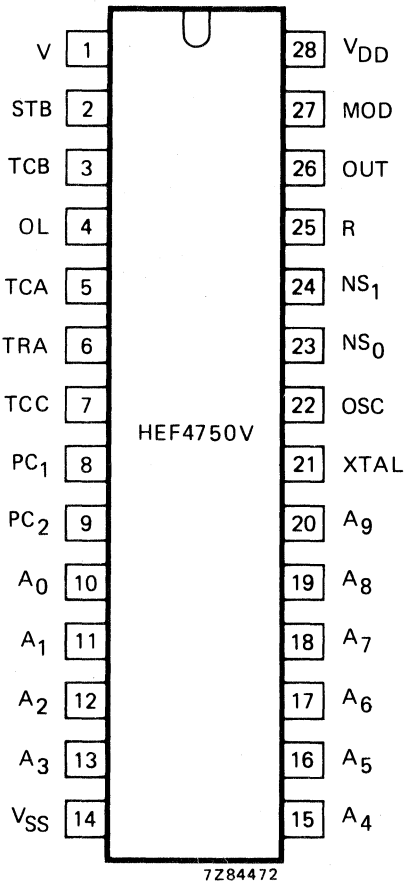 V 1 28 V_DD
STB 2 27 MOD
TCB 3 26 OUT
OL 4 25 R
TCA 5 24 NS₁
TRA 6 23 NS₀
TCC 7 22 OSC
HEF4750V
PC₁ 8 21 XTAL
PC₂ 9 20 A₉
A₀ 10 19 A₈
A₁ 11 18 A₇
A₂ 12 17 A₆
A₃ 13 16 A₅
V_SS 14 15 A₄
7Z84472